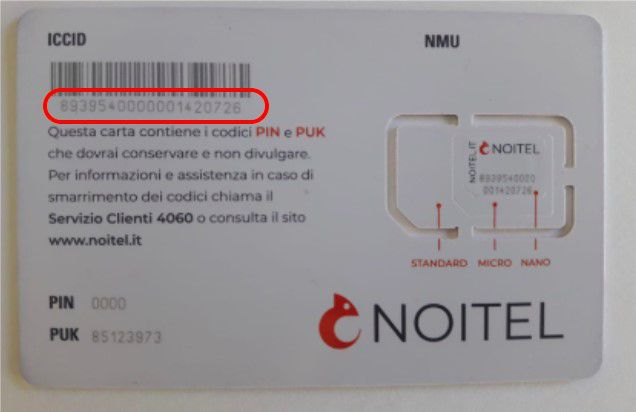 ICCID
NMU
8939540000001420726
Questa carta contiene i codici PIN e PUK
che dovrai conservare e non divulgare.
Per informazioni e assistenza in caso di
smarrimento dei codici chiama il
Servizio Clienti 4060 o consulta il sito
www.noitel.it
NOITEL.IT
NOITEL
8939540000
001420726
STANDARD MICRO NANO
PIN 0000
PUK 85123973
NOITEL